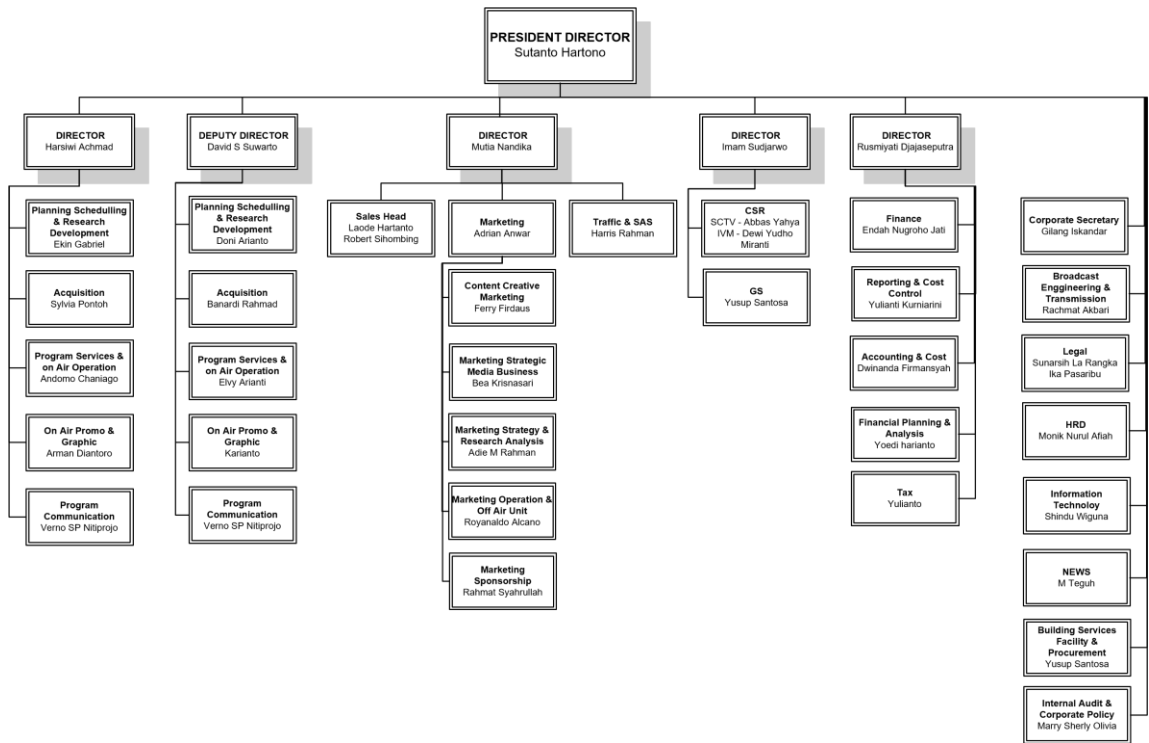 PRESIDENT DIRECTOR
Sutanto Hartono
DIRECTOR
Harsiwi Achmad
DEPUTY DIRECTOR
David S Suwarto
DIRECTOR
Mutia Nandika
DIRECTOR
Imam Sudjarwo
DIRECTOR
Rusmiyati Djajaseputra
Planning Schedulling
& Research
Development
Ekin Gabriel
Acquisition
Sylvia Pontoh
Program Services &
on Air Operation
Andomo Chaniago
On Air Promo &
Graphic
Arman Diantoro
Program
Communication
Verno SP Nitiprojo
Planning Schedulling
& Research
Development
Doni Arianto
Acquisition
Banardi Rahmad
Program Services &
on Air Operation
Elvy Arianti
On Air Promo &
Graphic
Karianto
Program
Communication
Verno SP Nitiprojo
Sales Head
Laode Hartanto
Robert Sihombing
Marketing
Adrian Anwar
Traffic & SAS
Harris Rahman
Content Creative
Marketing
Ferry Firdaus
Marketing Strategic
Media Business
Bea Krisnasari
Marketing Strategy &
Research Analysis
Adie M Rahman
Marketing Operation &
Off Air Unit
Royanaldo Alcano
Marketing
Sponsorship
Rahmat Syahrullah
CSR
SCTV - Abbas Yahya
IVM - Dewi Yudho
Miranti
GS
Yusup Santosa
Finance
Endah Nugroho Jati
Reporting & Cost
Control
Yulianti Kurniarini
Accounting & Cost
Dwinanda Firmansyah
Financial Planning &
Analysis
Yoedi harianto
Tax
Yulianto
Corporate Secretary
Gilang Iskandar
Broadcast
Enggineering &
Transmission
Rachmat Akbari
Legal
Sunarsih La Rangka
Ika Pasaribu
HRD
Monik Nurul Afiah
Information
Technoloy
Shindu Wiguna
NEWS
M Teguh
Building Services
Facility &
Procurement
Yusup Santosa
Internal Audit &
Corporate Policy
Marry Sherly Olivia